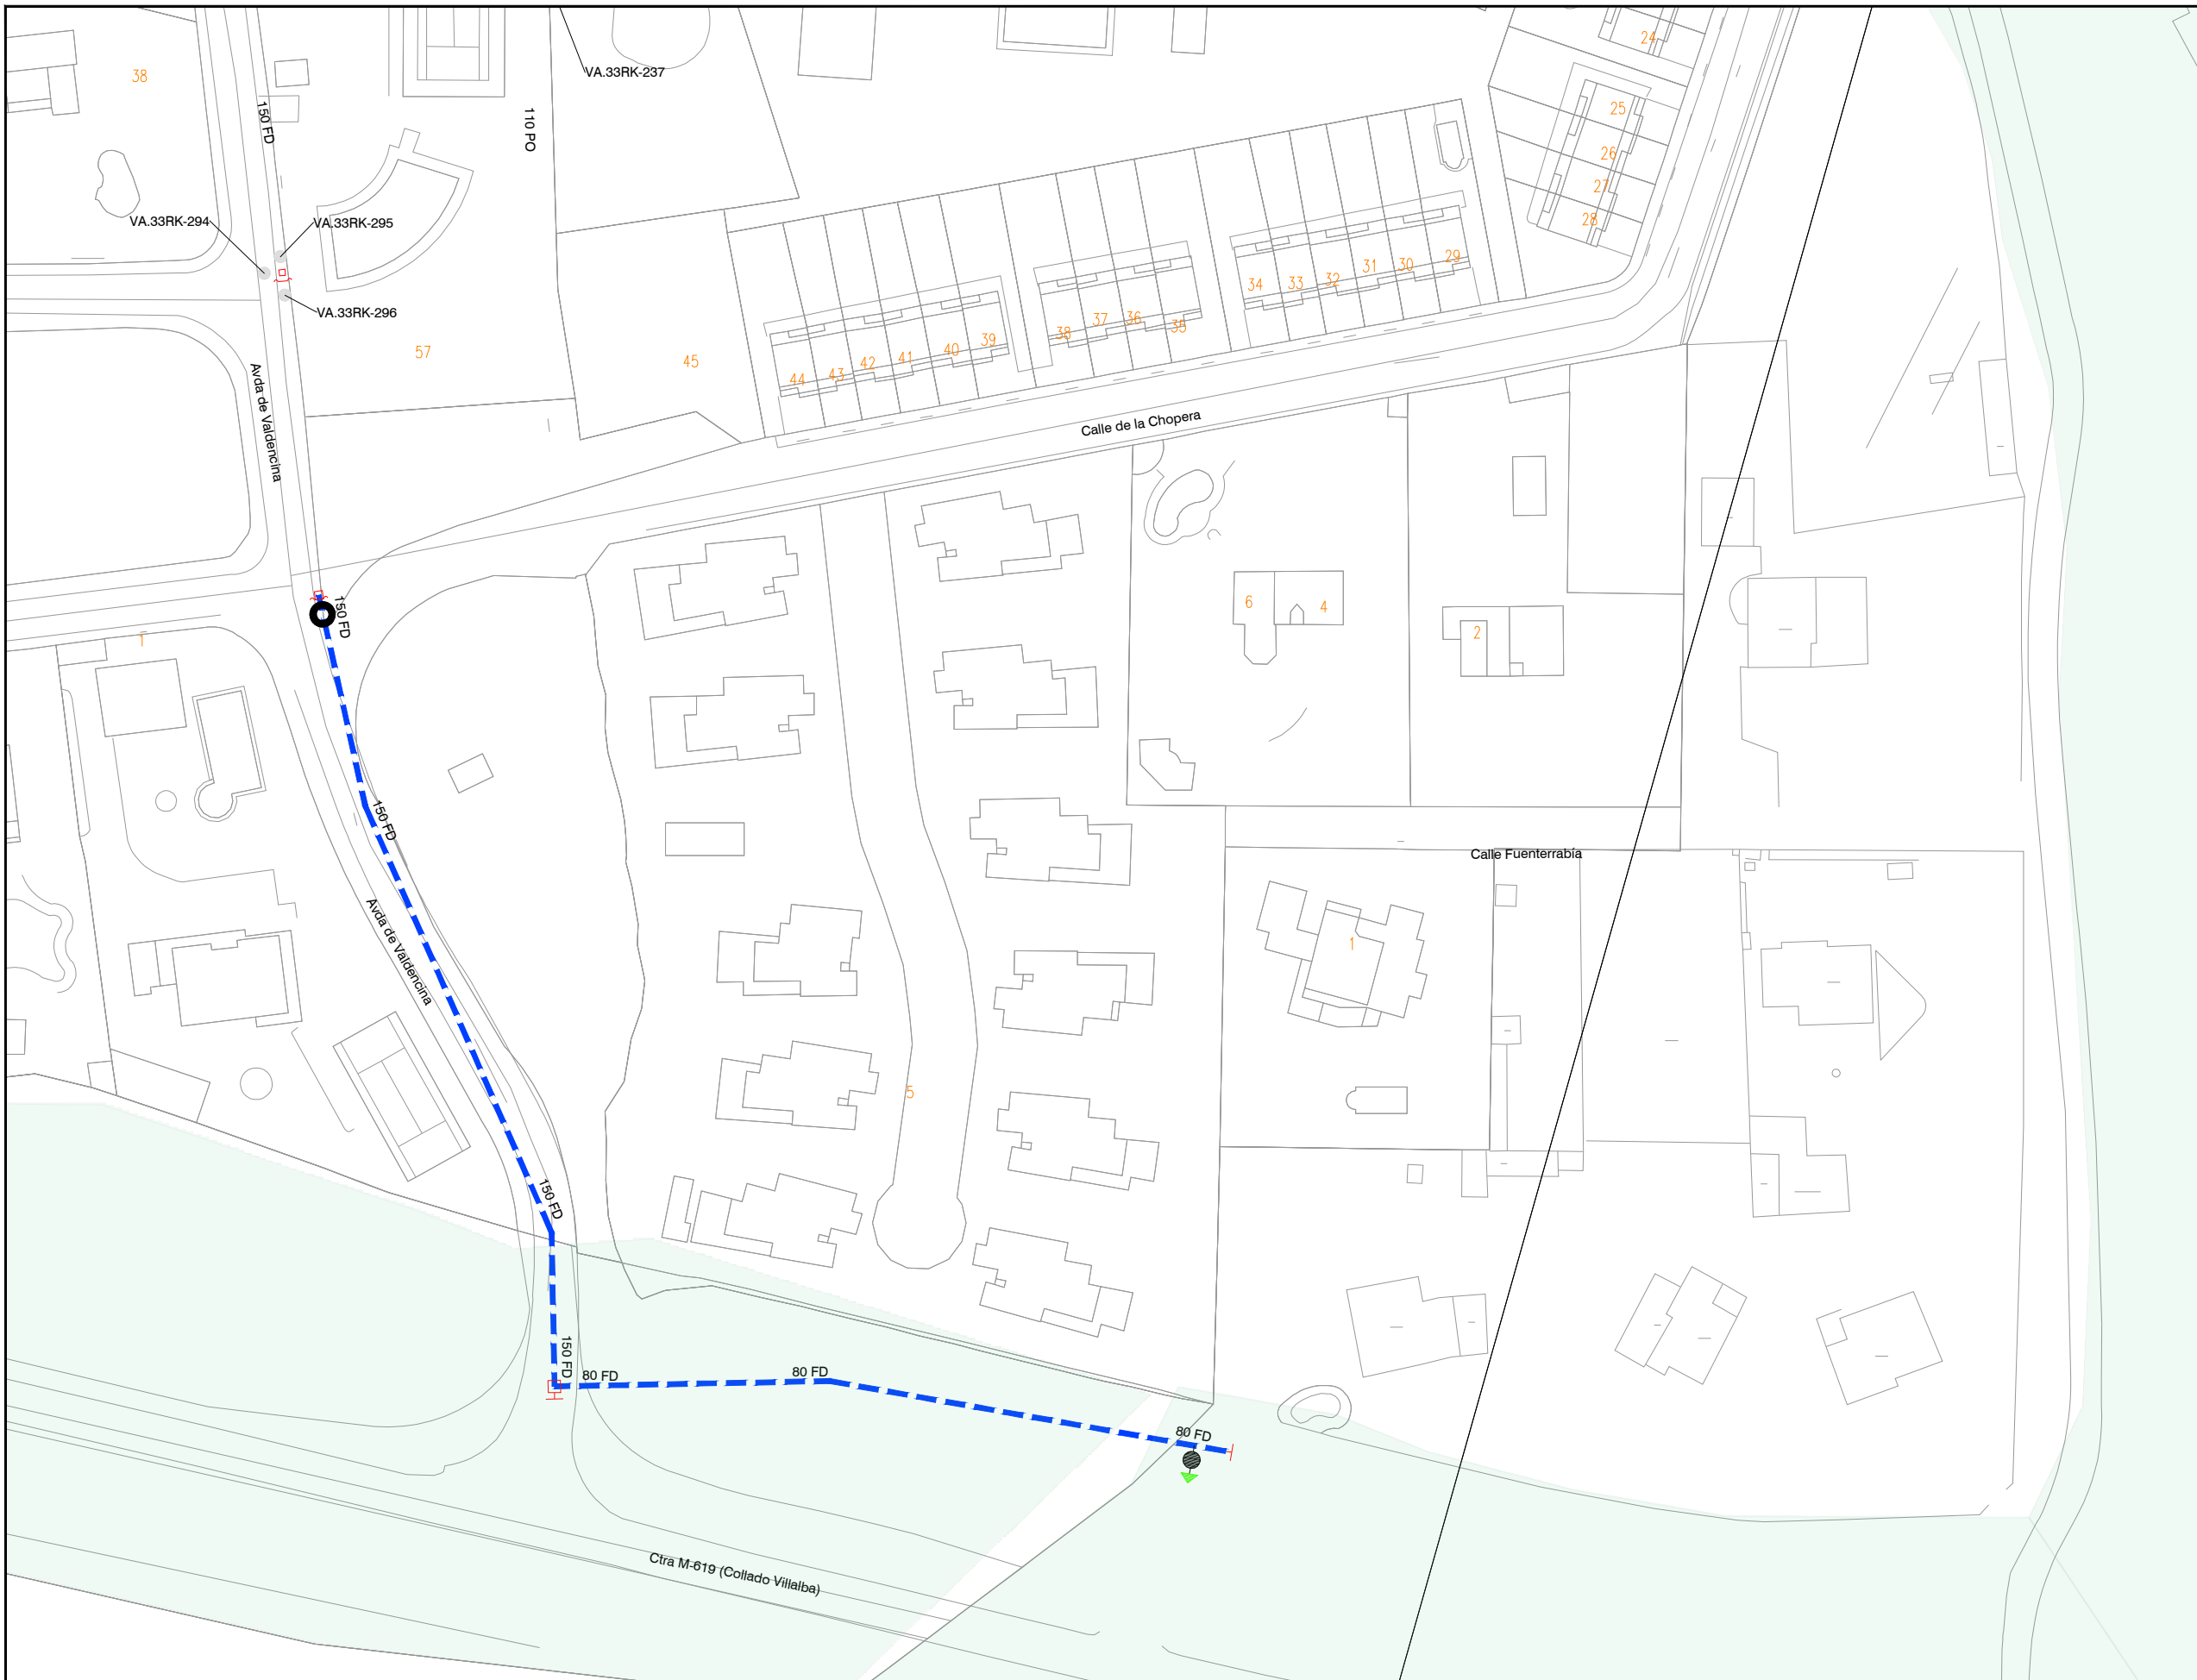 24
VA.33RK-237
38
25
150 FD
110 PO
26
27
28
VA.33RK-294
VA.33RK-295
29
30
31
32
33
34
VA.33RK-296
35
36
37
38
39
40
41
42
43
44
57
45
Avda de Valdencina
Calle de la Chopera
150 FD
6
4
2
1
150 FD
Calle Fuenterrabía
Avda de Valdencina
1
5
150 FD
150 FD
80 FD
80 FD
80 FD
Ctra M-619 (Collado Villalba)